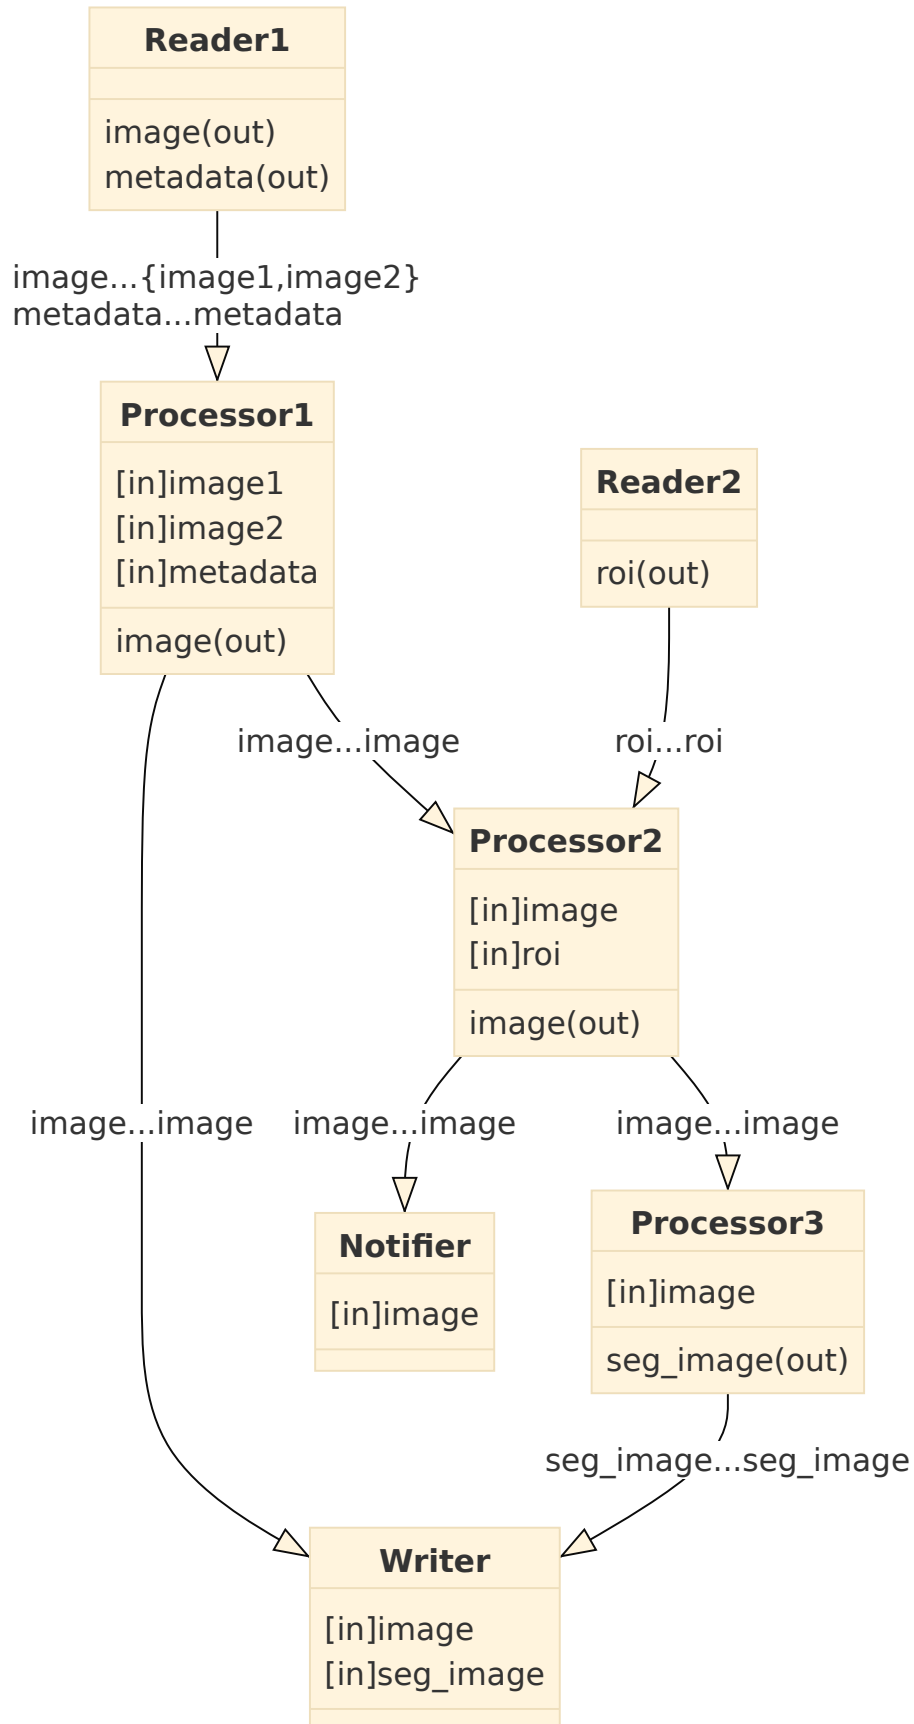 Reader1
image(out)
metadata(out)
image...{image1,image2}
metadata...metadata
Processor1
[in]image1
[in]image2
[in]metadata
image(out)
Reader2
roi(out)
image...image
roi...roi
Processor2
[in]image
[in]roi
image(out)
image...image
image...image
image...image
Notifier
[in]image
Processor3
[in]image
seg_image(out)
seg_image...seg_image
Writer
[in]image
[in]seg_image